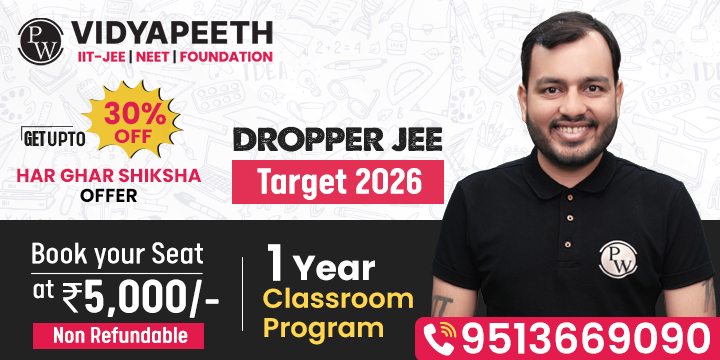 PW
VIDYAPEETH
IIT-JEE | NEET | FOUNDATION
GET UPTO
30%
OFF
HAR GHAR SHIKSHA
OFFER
DROPPER JEE
Target 2026
Book your Seat
at ₹5,000/-
Non Refundable
1 Year
Classroom
Program
PW
9513669090